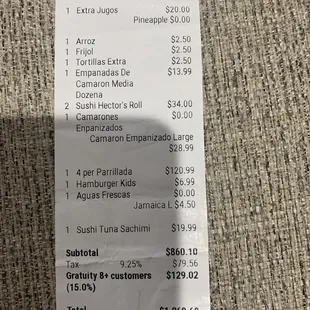 1 Extra Jugos $20.00
Pineapple $0.00
1 Arroz $2.50
1 Frijol $2.50
1 Tortillas Extra $2.50
1 Empanadas De $13.99
Camaron Media
Dozena
2 Sushi Hector's Roll $34.00
1 Camarones $0.00
Enpanizados
Camaron Empanizado Large
$28.99
1 4 per Parrillada $120.99
1 Hamburger Kids $6.99
1 Aguas Frescas $0.00
Jamaica L $4.50
1 Sushi Tuna Sachimi $19.99
Subtotal $860.10
Tax 9.25% $79.56
Gratuity 8+ customers $129.02
(15.0%)
Total